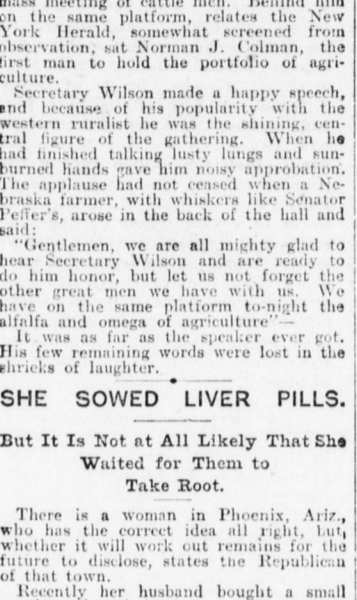 mass meeting of cattle men. Behind him
on the same platform, relates the New
York Herald, somewhat screened from
observation, sat Norman J. Colman, the
first man to hold the portfolio of agri-
culture.
Secretary Wilson made a happy speech,
and because of his popularity with the
western ruralist he was the shining, cen-
tral figure of the gathering. When he
had finished talking lusty lungs and sun-
burned hands gave him noisy approbation.
The applause had not ceased when a Ne-
braska farmer, with whiskers like Senator
Peffer's, arose in the back of the hall and
said:
"Gentlemen, we are all mighty glad to
hear Secretary Wilson and are ready to
do him honor, but let us not forget the
other great men we have with us. We
have on the same platform to-night the
alfalfa and omega of agriculture"—
It was as far as the speaker ever got.
His few remaining words were lost in the
shrieks of laughter.
SHE SOWED LIVER PILLS.
But It Is Not at All Likely That She
Waited for Them to
Take Root.
There is a woman in Phoenix, Ariz.,
who has the correct idea all right, but,
whether it will work out remains for the
future to disclose, states the Republican
of that town.
Recently her husband bought a small